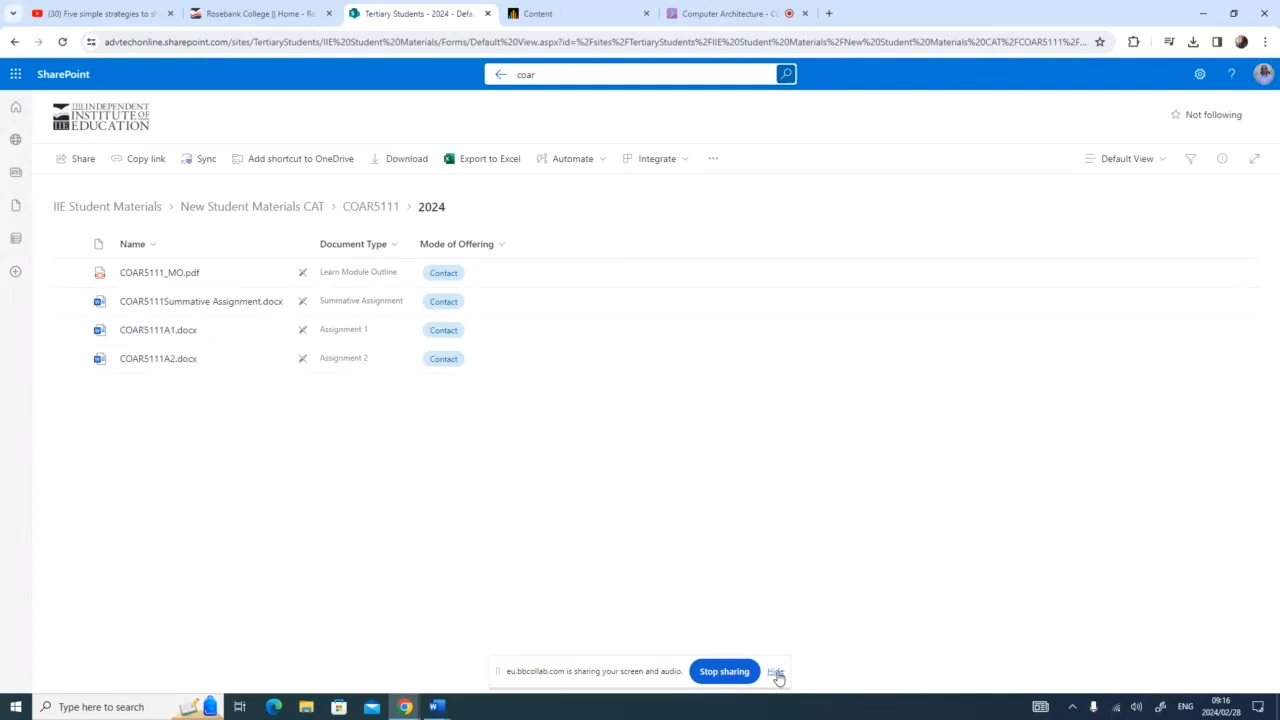 (30) Five simple strategies to sh
Rosebank College || Home - Ro
Tertiary Students - 2024 - Defa
Content
Computer Architecture - Co
advtechonline.sharepoint.com/sites/TertiaryStudents/IIE%20Student%20Materials/Forms/Default%20View.aspx?id=%2Fsites%2FTertiaryStudents%2FIIE%20Student%20Materials%2FNew%20Student%20Materials%20CAT%2FCOAR5111%2F...
SharePoint
coar
THE INDEPENDENT
INSTITUTE OF
IIE EDUCATION
Not following
Share
Copy link
Sync
Add shortcut to OneDrive
Download
Export to Excel
Automate
Integrate
Default View
IIE Student Materials > New Student Materials CAT > COAR5111 > 2024
Name Document Type Mode of Offering
COAR5111_MO.pdf Learn Module Outline Contact
COAR5111Summative Assignment.docx Summative Assignment Contact
COAR5111A1.docx Assignment 1 Contact
COAR5111A2.docx Assignment 2 Contact
eu.bbcollab.com is sharing your screen and audio. Stop sharing Hide
Type here to search
ENG
09:16
2024/02/28